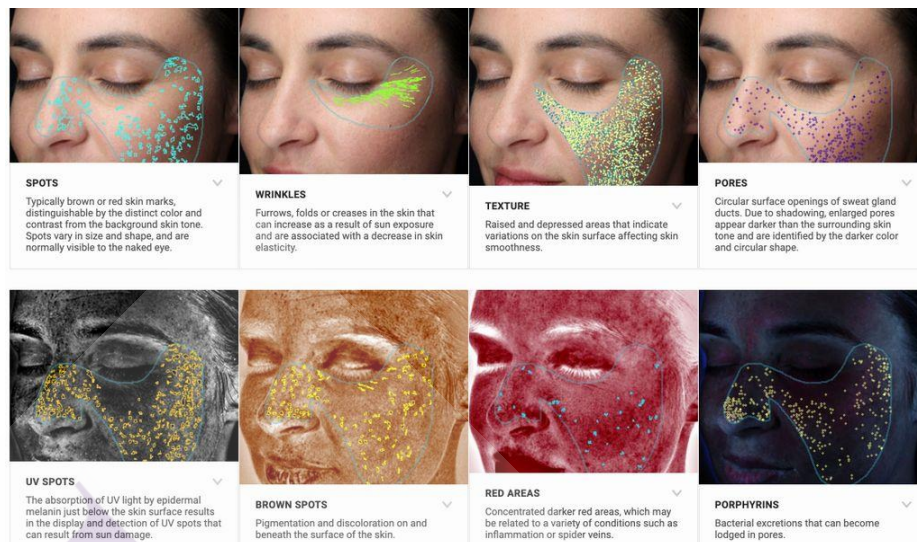 SPOTS
Typically brown or red skin marks,
distinguishable by the distinct color and
contrast from the background skin tone.
Spots vary in size and shape, and are
normally visible to the naked eye.
WRINKLES
Furrows, folds or creases in the skin that
can increase as a result of sun exposure
and are associated with a decrease in skin
elasticity.
TEXTURE
Raised and depressed areas that indicate
variations on the skin surface affecting skin
smoothness.
PORES
Circular surface openings of sweat gland
ducts. Due to shadowing, enlarged pores
appear darker than the surrounding skin
tone and are identified by the darker color
and circular shape.
UV SPOTS
The absorption of UV light by epidermal
melanin just below the skin surface results
in the display and detection of UV spots that
can result from sun damage.
BROWN SPOTS
Pigmentation and discoloration on and
beneath the surface of the skin.
RED AREAS
Concentrated darker red areas, which may
be related to a variety of conditions such as
inflammation or spider veins.
PORPHYRINS
Bacterial excretions that can become
lodged in pores.